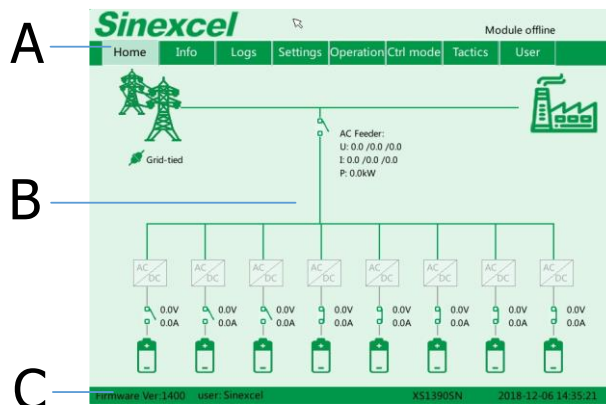 Sinexcel
Module offline
A
Home Info Logs Settings Operation Ctrl mode Tactics User
AC Feeder:
U: 0.0 /0.0 /0.0
I: 0.0 /0.0 /0.0
P: 0.0kW
Grid-tied
B
AC DC AC DC AC DC AC DC AC DC AC DC AC DC AC DC
0.0V 0.0V 0.0V 0.0V 0.0V 0.0V 0.0V 0.0V
0.0A 0.0A 0.0A 0.0A 0.0A 0.0A 0.0A 0.0A
C
Firmware Ver:1400 user: Sinexcel XS1390SN 2018-12-06 14:35:21